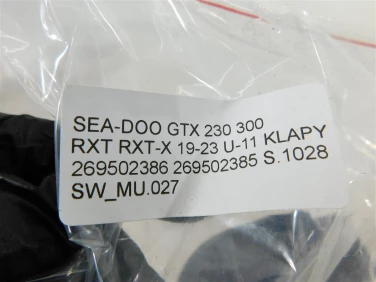 SEA-DOO GTX 230 300
RXT RXT-X 19-23 U-11 KLAPY
269502386 269502385 S.1028
SW_MU.027